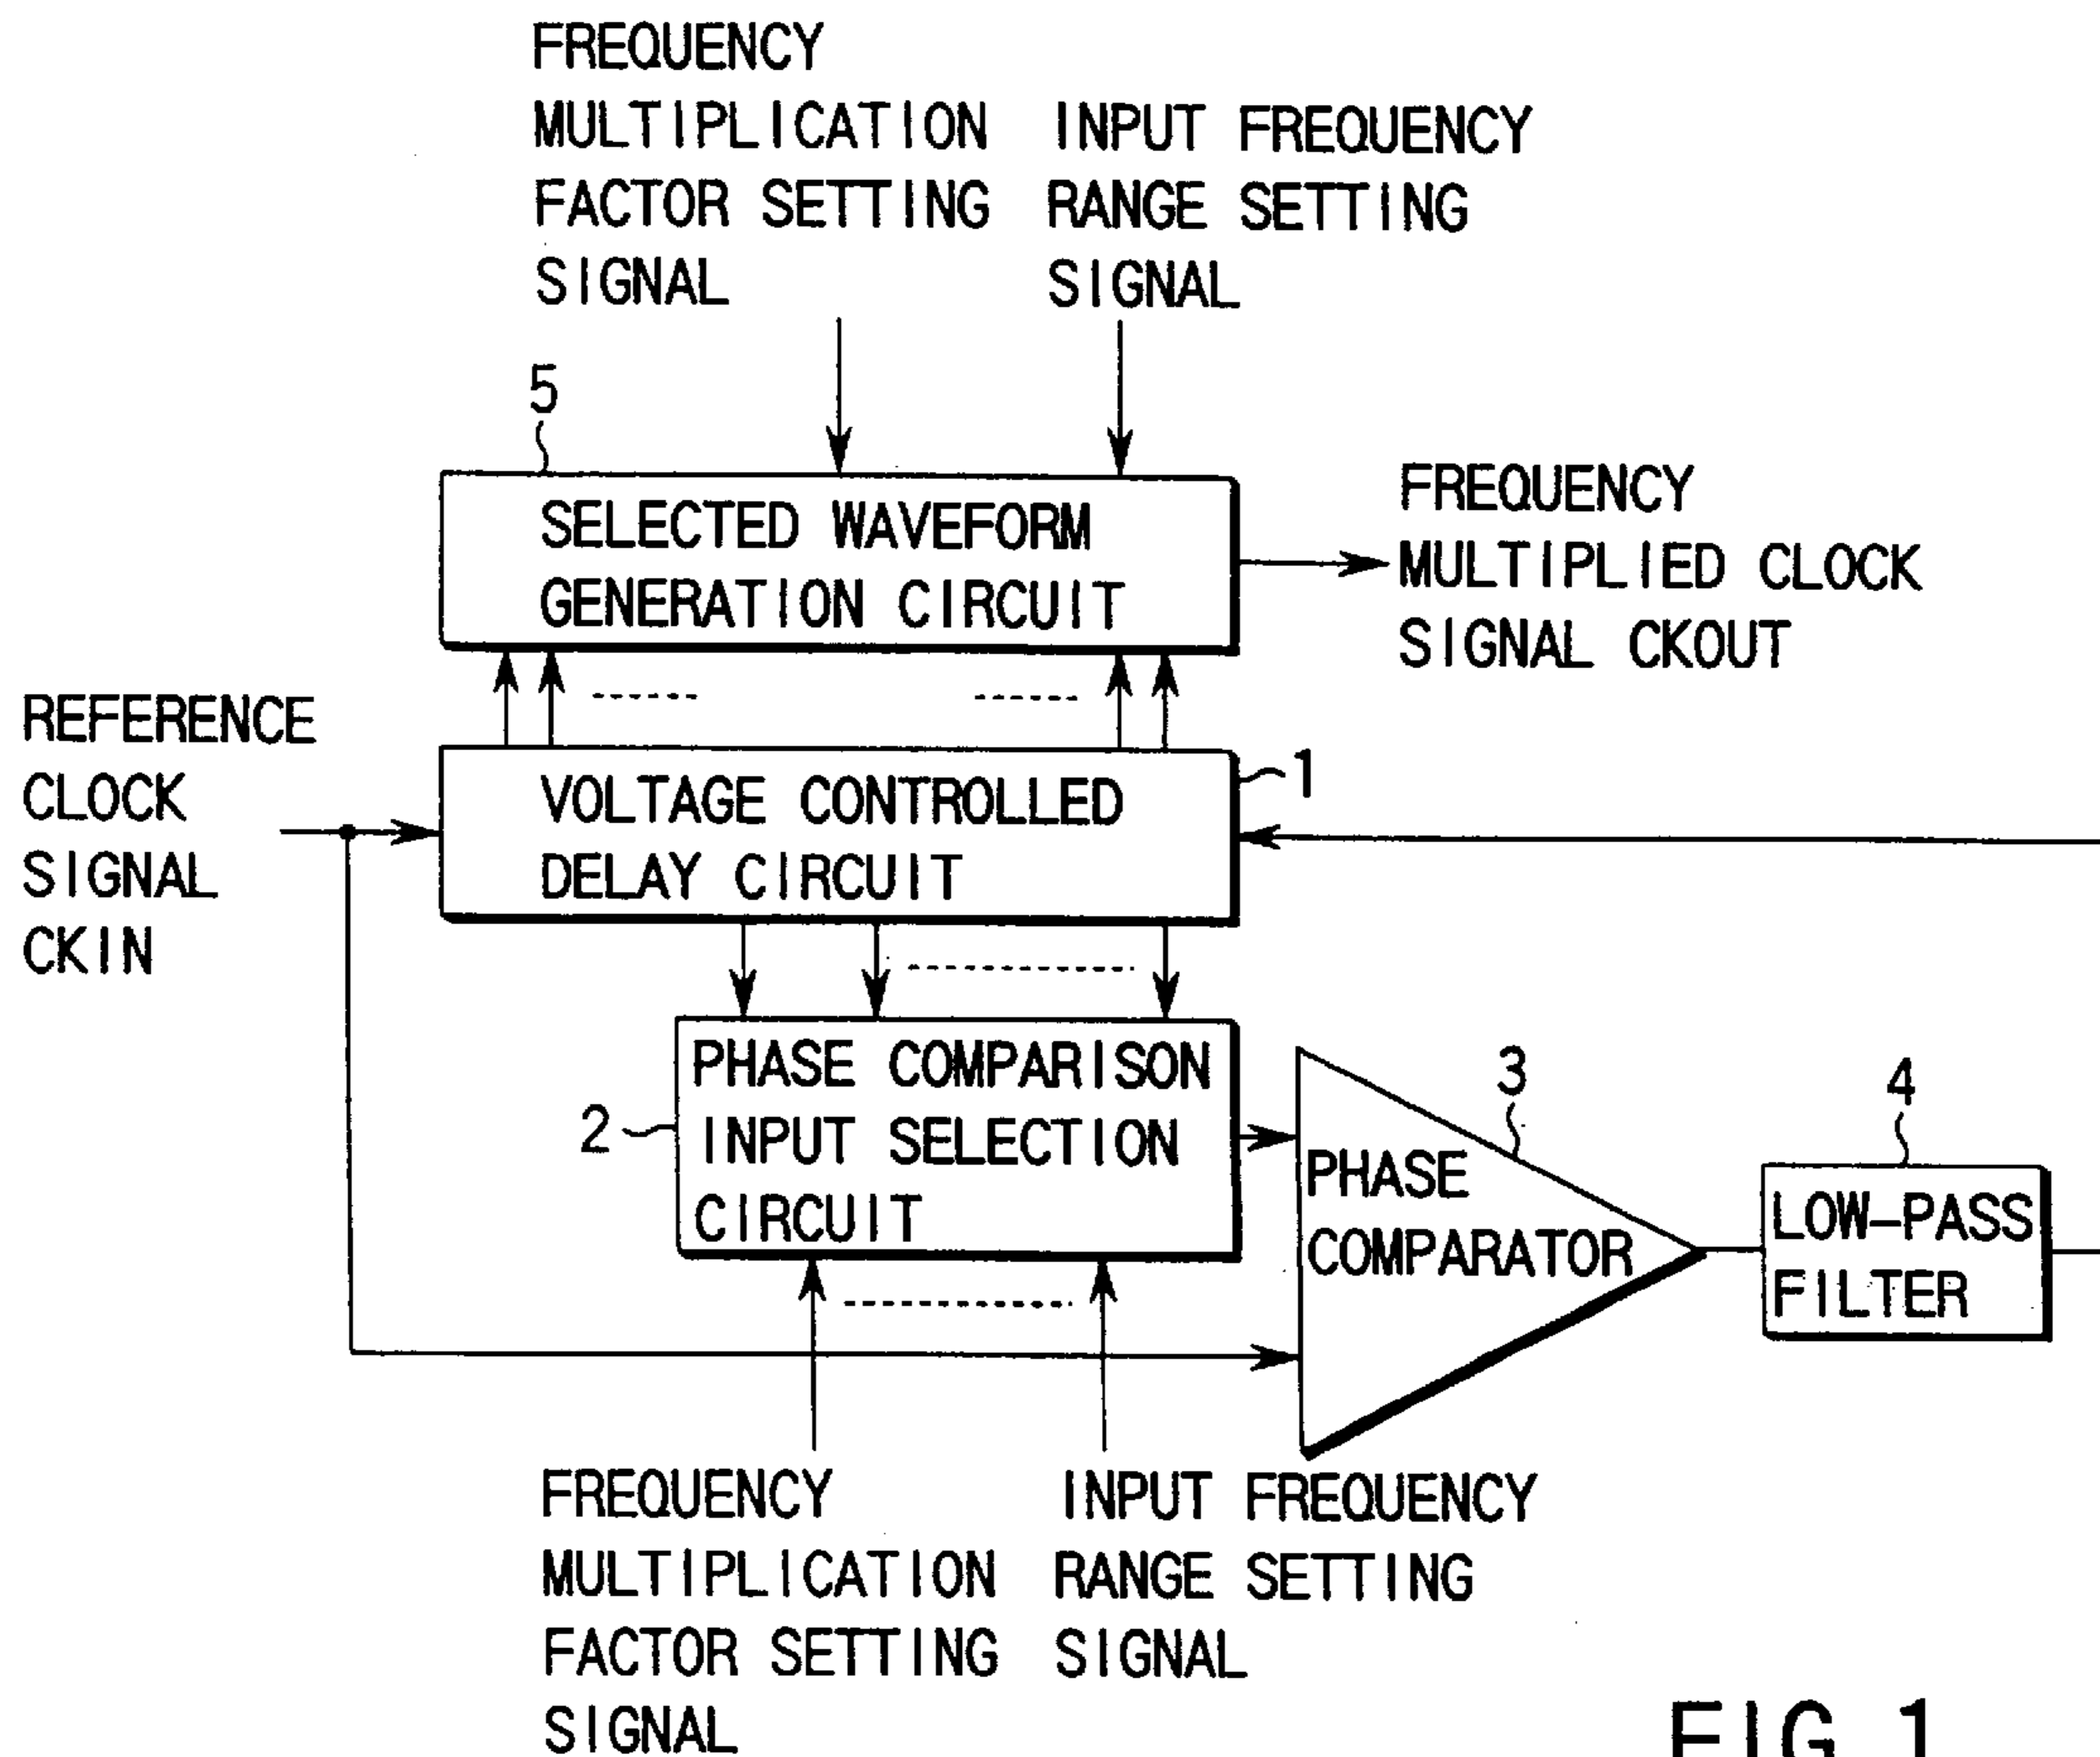 FREQUENCY
MULTIPLICATION
FACTOR SETTING
SIGNAL
INPUT FREQUENCY
RANGE SETTING
SIGNAL
5
SELECTED WAVEFORM
GENERATION CIRCUIT
FREQUENCY
MULTIPLIED CLOCK
SIGNAL CKOUT
REFERENCE
CLOCK
SIGNAL
CKIN
VOLTAGE CONTROLLED
DELAY CIRCUIT
1
2
PHASE COMPARISON
INPUT SELECTION
CIRCUIT
3
PHASE
COMPARATOR
4
LOW-PASS
FILTER
FREQUENCY
MULTIPLICATION
FACTOR SETTING
SIGNAL
INPUT FREQUENCY
RANGE SETTING
SIGNAL
FIG. 1